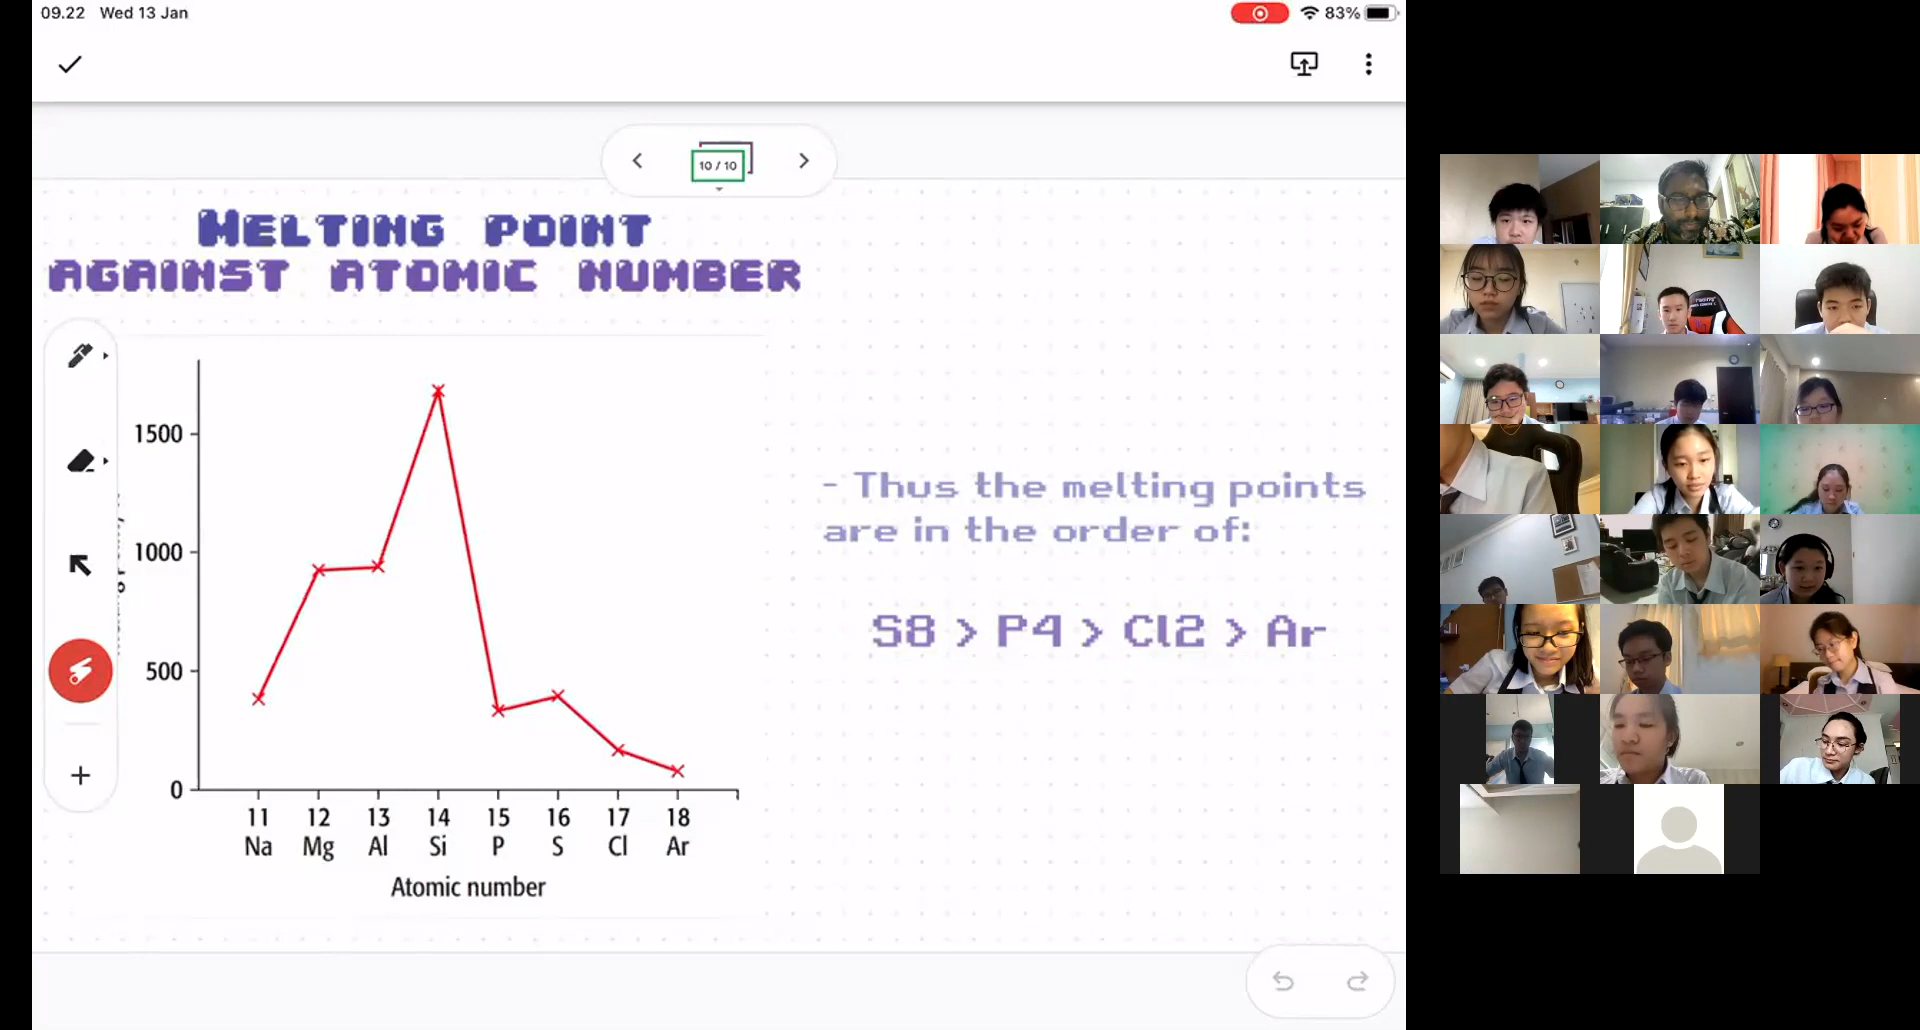 09.22 Wed 13 Jan
83%
10 / 10
MELTING POINT
AGAINST ATOMIC NUMBER
1500
1000
500
0
11 12 13 14 15 16 17 18
Na Mg Al Si P S Cl Ar
Atomic number
- Thus the melting points
are in the order of:
S8 > P4 > Cl2 > Ar